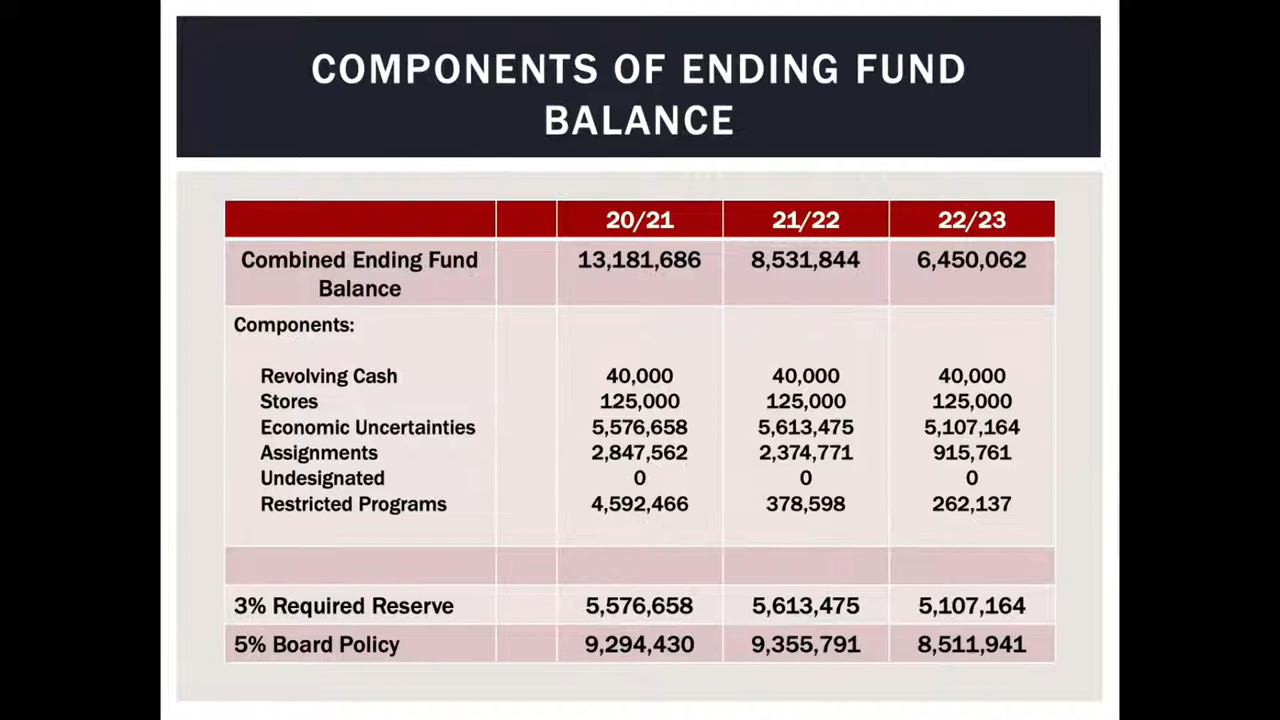 COMPONENTS OF ENDING FUND
BALANCE
20/21 21/22 22/23
Combined Ending Fund 13,181,686 8,531,844 6,450,062
Balance
Components:
Revolving Cash 40,000 40,000 40,000
Stores 125,000 125,000 125,000
Economic Uncertainties 5,576,658 5,613,475 5,107,164
Assignments 2,847,562 2,374,771 915,761
Undesignated 0 0 0
Restricted Programs 4,592,466 378,598 262,137
3% Required Reserve 5,576,658 5,613,475 5,107,164
5% Board Policy 9,294,430 9,355,791 8,511,941